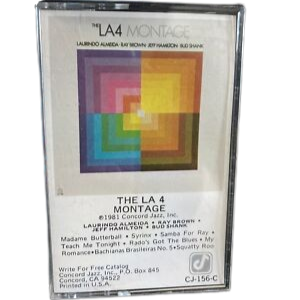 THE LA4 MONTAGE
LAURINDO ALMEIDA RAY BROWN JEFF HAMILTON BUD SHANK
THE LA 4
MONTAGE
℗1981 Concord Jazz, Inc.
LAURINDO ALMEIDA • RAY BROWN •
JEFF HAMILTON • BUD SHANK
Madame Butterball • Syrinx • Samba For Ray •
Teach Me Tonight • Rado's Got The Blues • My
Romance • Bachianas Brasileiras No. 5 • Squatty Roo
Write For Free Catalog
Concord Jazz, Inc., P.O. Box 845
Concord, CA 94522
Printed in U.S.A.
CJ-156-C